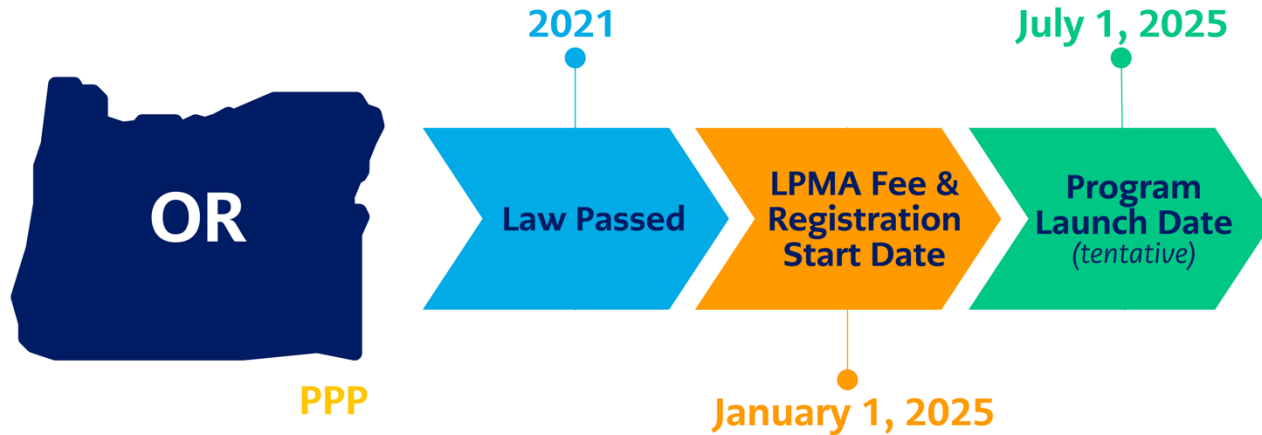 OR
PPP
2021
Law Passed
LPMA Fee &
Registration
Start Date
January 1, 2025
July 1, 2025
Program
Launch Date
(tentative)